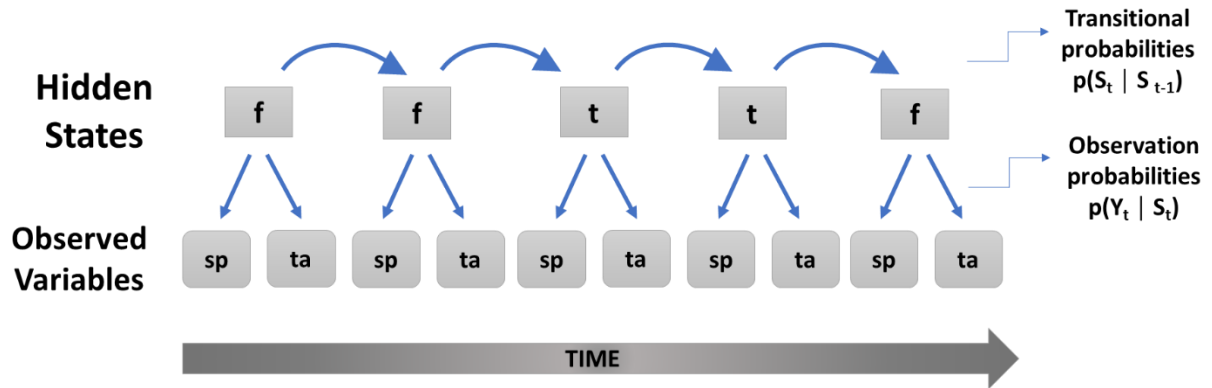 Transitional
probabilities
p(Sₜ | S ₜ₋₁)
Hidden
States
f f t t f
Observation
probabilities
p(Yₜ | Sₜ)
Observed
Variables
sp ta sp ta sp ta sp ta sp ta
TIME